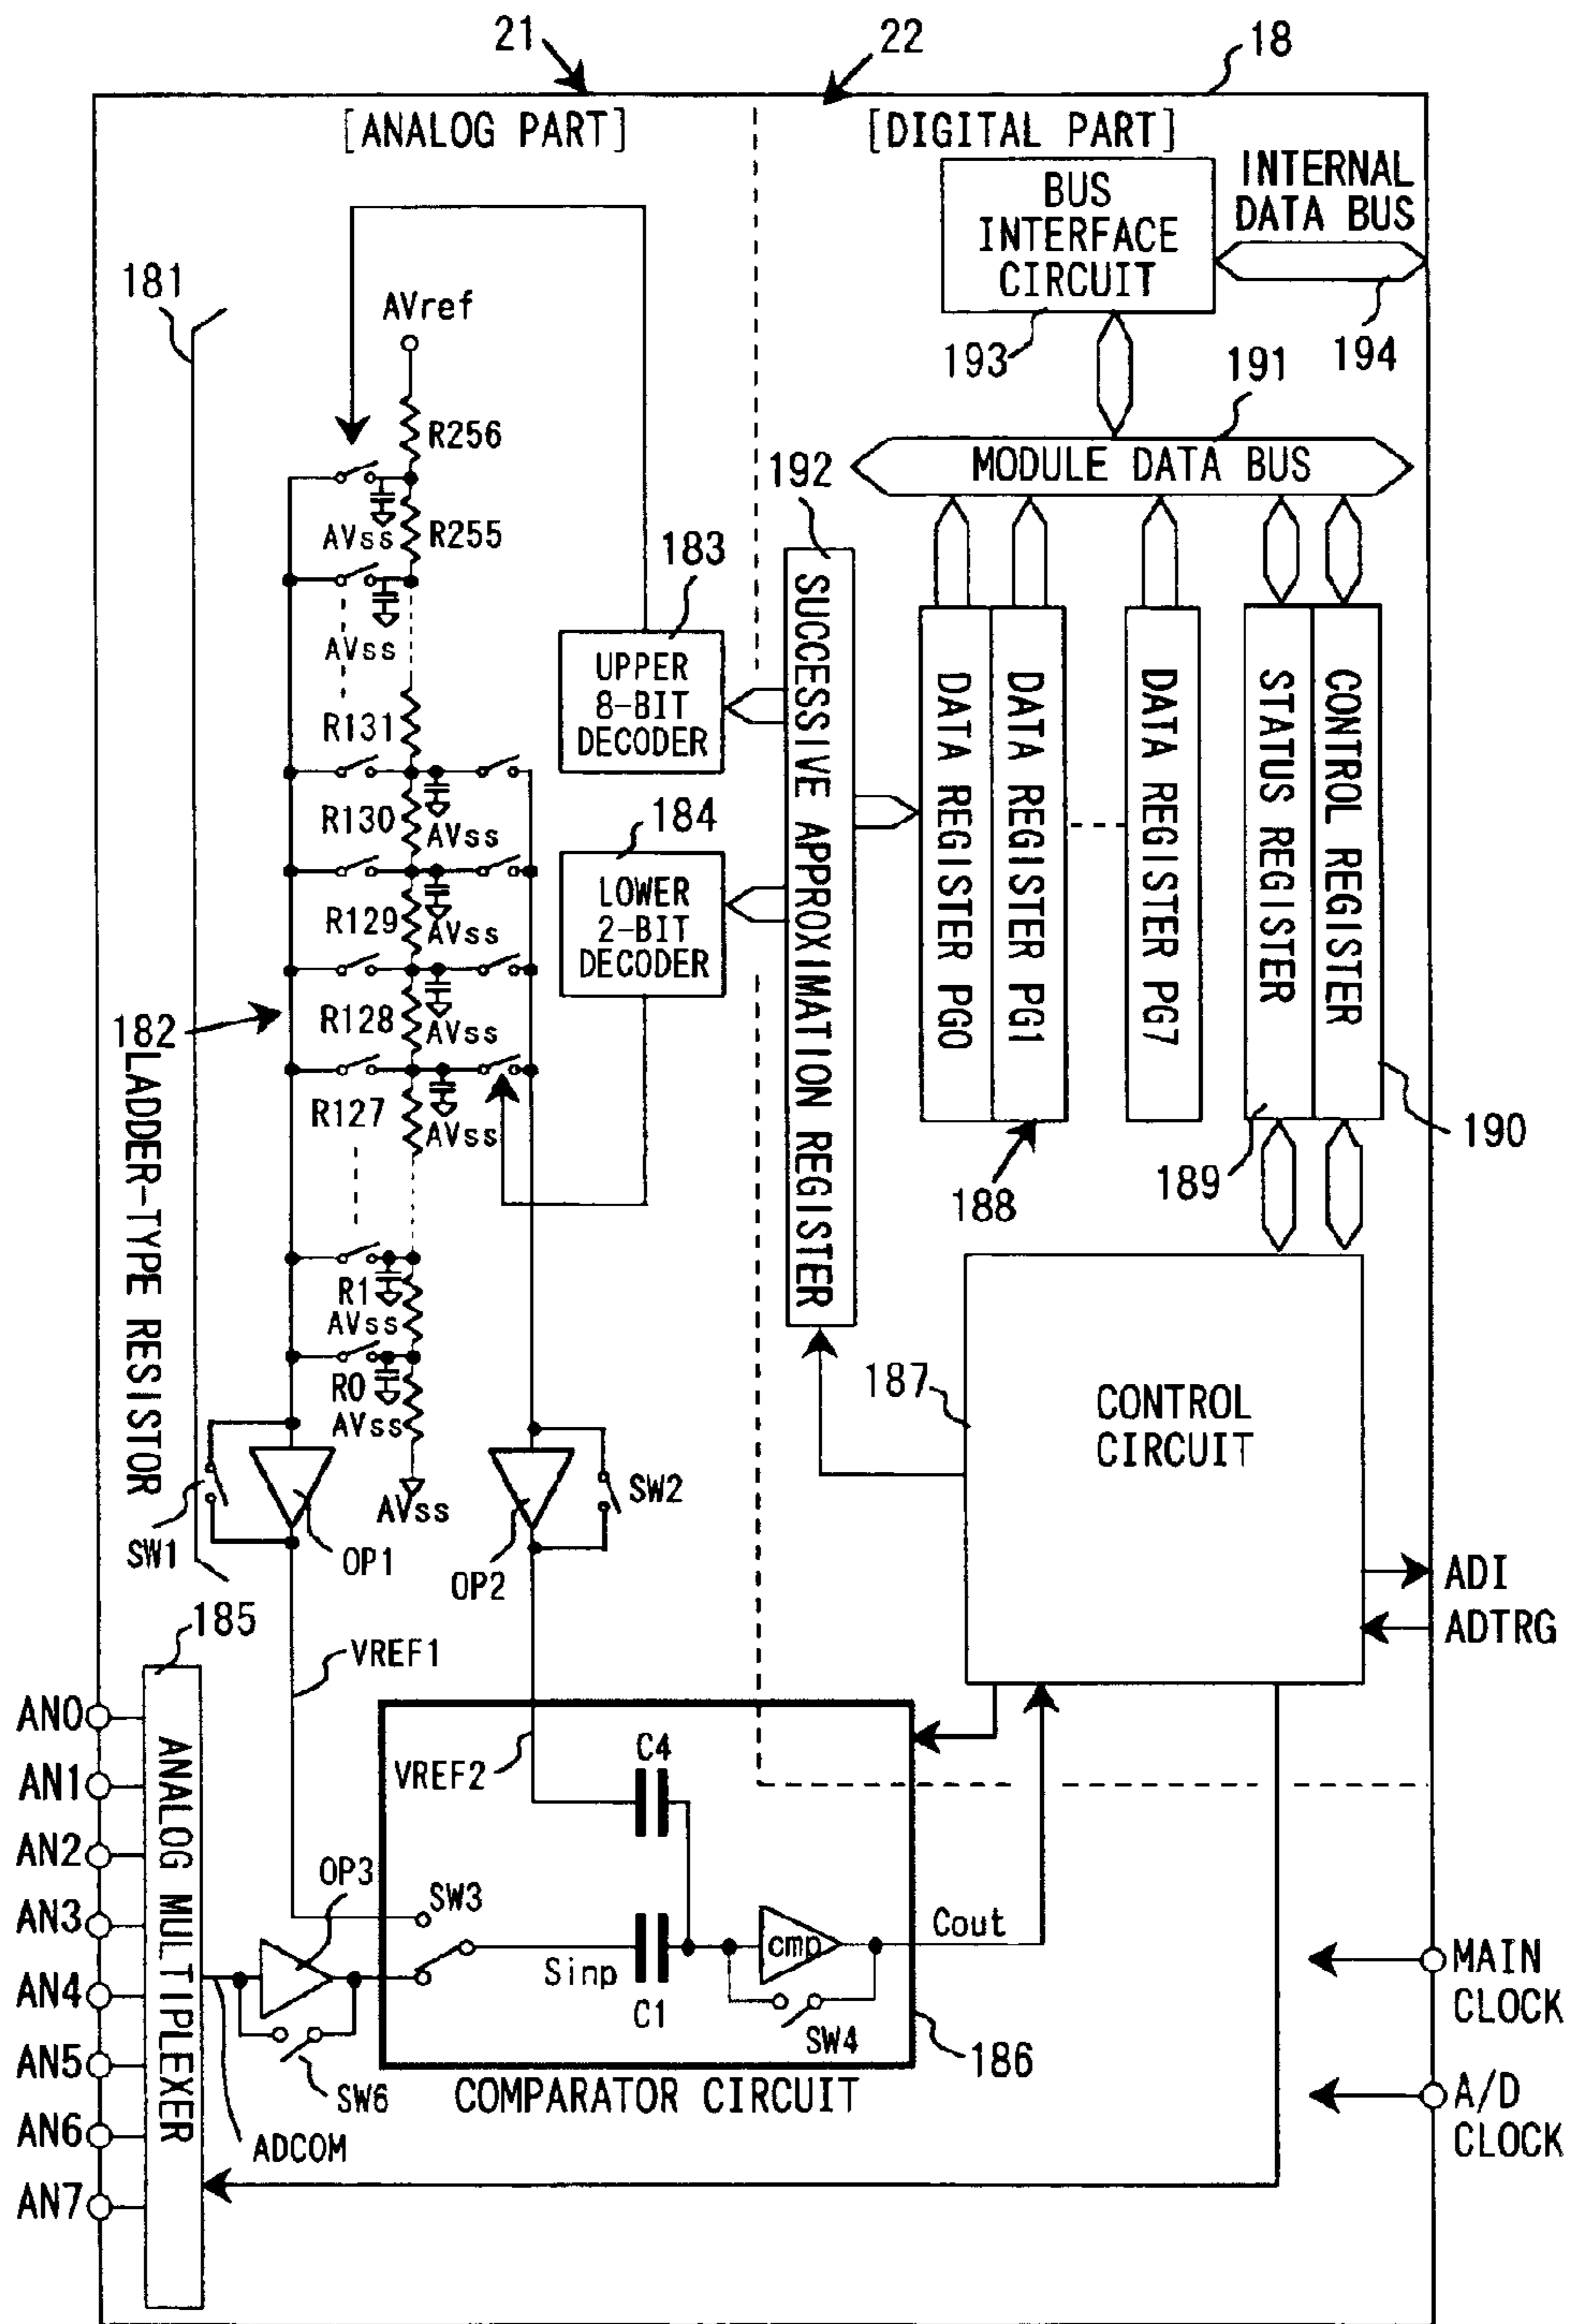 21
22
18
[ANALOG PART]
[DIGITAL PART]
BUS
INTERFACE
CIRCUIT
INTERNAL
DATA BUS
181
AVref
193
194
191
R256
MODULE DATA BUS
192
AVss
R255
183
AVss
UPPER
8-BIT
DECODER
R131
184
R130
AVss
LOWER
2-BIT
DECODER
R129
AVss
182
R128
AVss
R127
AVss
LADDER-TYPE RESISTOR
SUCCESSIVE APPROXIMATION REGISTER
DATA REGISTER PG0
DATA REGISTER PG1
DATA REGISTER PG7
STATUS REGISTER
CONTROL REGISTER
190
189
188
R1
AVss
R0
AVss
187
CONTROL
CIRCUIT
AVss
SW1
OP1
OP2
SW2
ADI
ADTRG
185
VREF1
AN0
AN1
AN2
AN3
AN4
AN5
AN6
AN7
ANALOG MULTIPLEXER
VREF2
C4
OP3
SW3
Cout
cmp
Sinp
C1
SW4
MAIN
CLOCK
186
SW6
COMPARATOR CIRCUIT
ADCOM
A/D
CLOCK